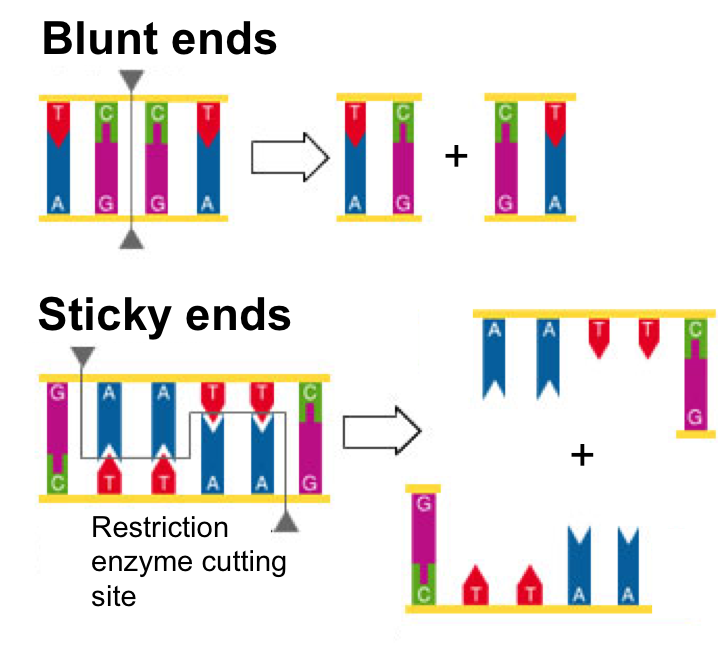 Blunt ends
T C C T T C C T
+
A G G A A G G A
Sticky ends
A A T T C
G A A T T C
G
+
G
C T T A A G
Restriction
enzyme cutting
site
C T T A A